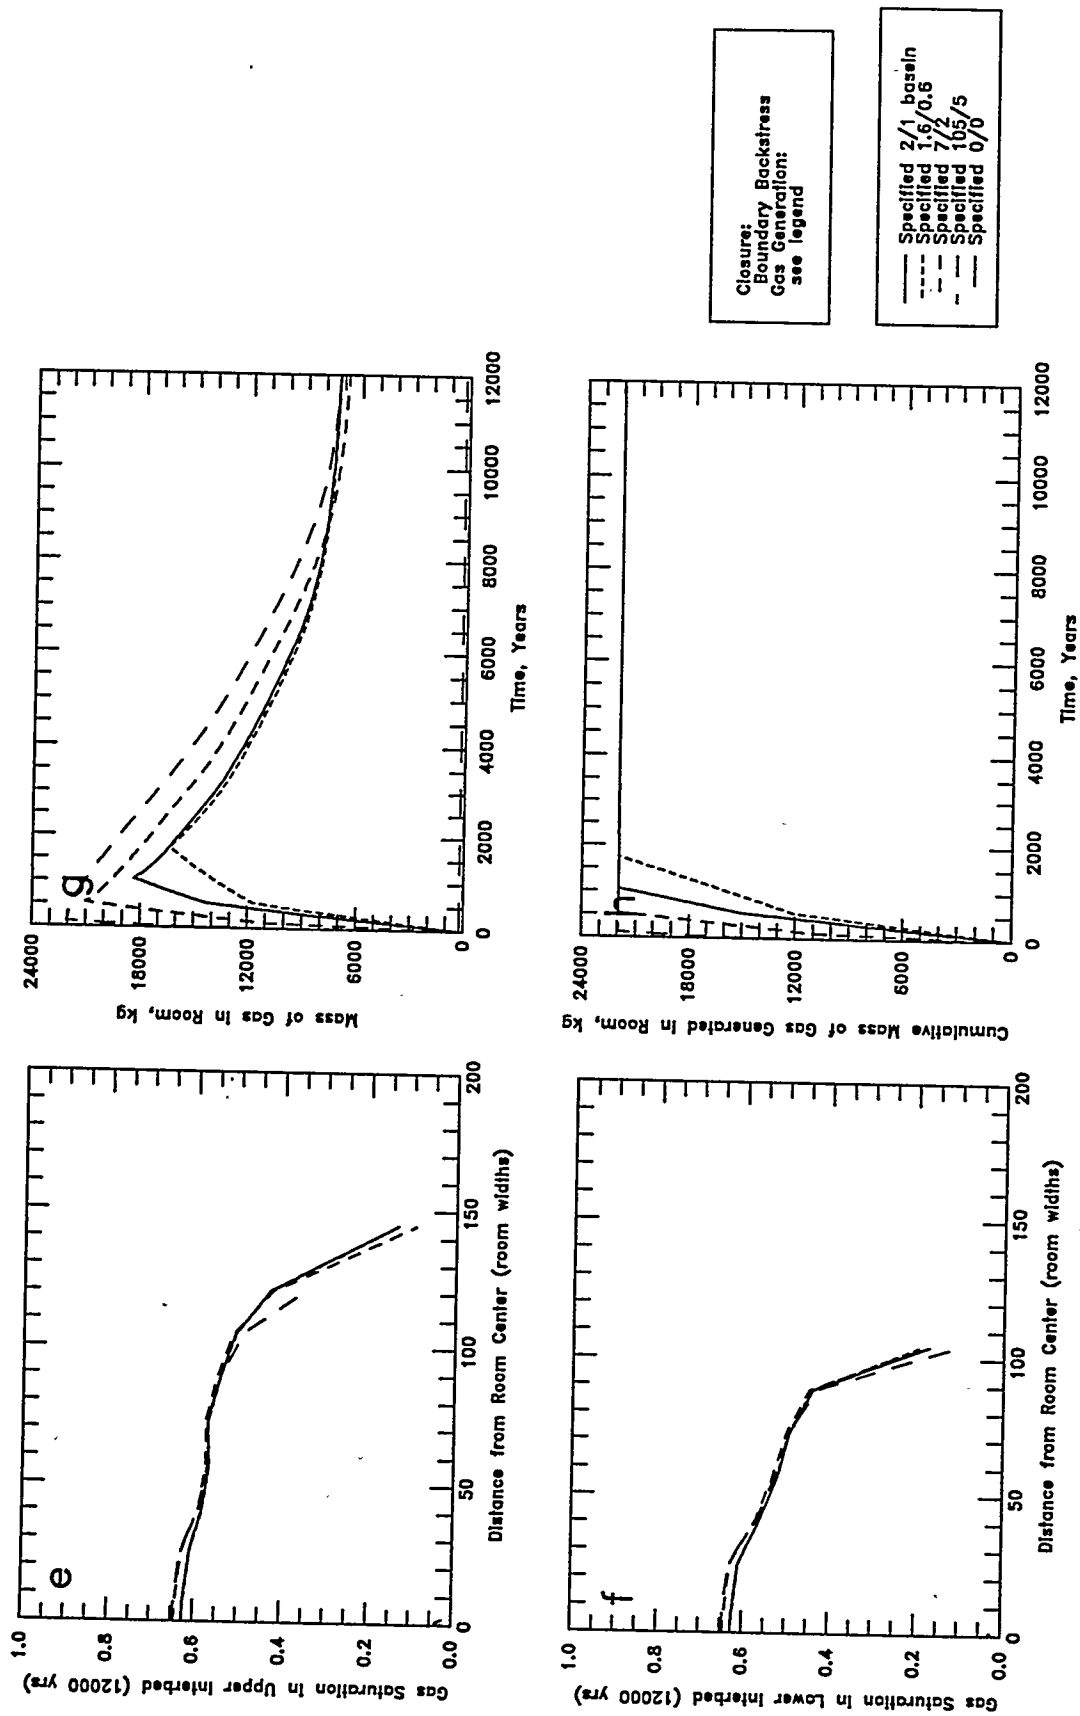 e
1.0
0.8
0.6
0.4
0.2
0.0
Gas Saturation In Upper Interbed (12000 yrs)
50
100
150
200
Distance from Room Center (room widths)
g
24000
18000
12000
6000
0
Mass of Gas In Room, kg
0
2000
4000
6000
8000
10000
12000
Time, Years
f
1.0
0.8
0.6
0.4
0.2
0.0
Gas Saturation In Lower Interbed (12000 yrs)
0
50
100
150
200
Distance from Room Center (room widths)
h
24000
18000
12000
6000
0
Cumulative Mass of Gas Generated In Room, kg
0
2000
4000
6000
8000
10000
12000
Time, Years
Closure:
Boundary Backstress
Gas Generation:
see legend
Specified 2/1 basein
Specified 1.6/0.6
Specified 7/2
Specified 105/5
Specified 0/0